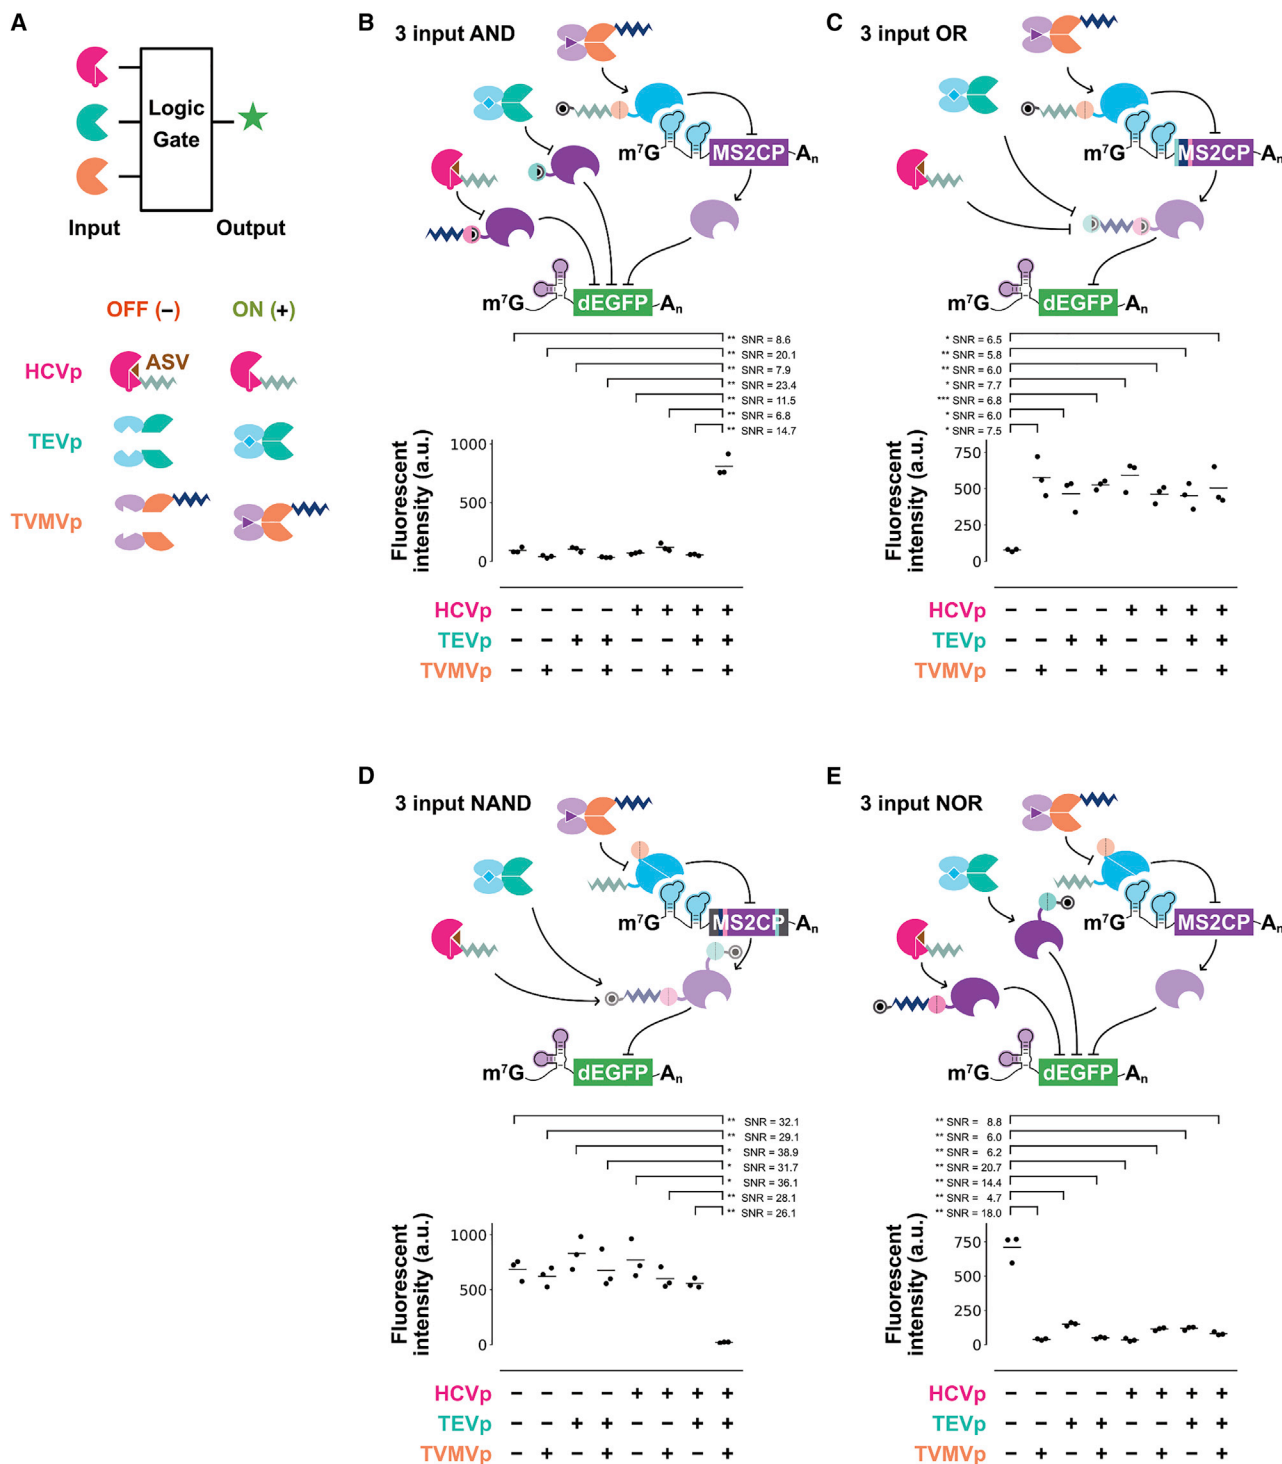 A
Logic
Gate
Input
Output
OFF (−)
ON (+)
HCVp
ASV
TEVp
TVMVp
B
3 input AND
m⁷G
MS2CP
Aₙ
m⁷G
dEGFP
Aₙ
** SNR = 8.6
** SNR = 20.1
** SNR = 7.9
** SNR = 23.4
** SNR = 11.5
** SNR = 6.8
** SNR = 14.7
Fluorescent
intensity (a.u.)
1000
500
0
HCVp − − − − + + + +
TEVp − − + + − − + +
TVMVp − + − + − + − +
C
3 input OR
m⁷G
MS2CP
Aₙ
m⁷G
dEGFP
Aₙ
* SNR = 6.5
** SNR = 5.8
** SNR = 6.0
* SNR = 7.7
*** SNR = 6.8
* SNR = 6.0
* SNR = 7.5
Fluorescent
intensity (a.u.)
750
500
250
0
HCVp − − − − + + + +
TEVp − − + + − − + +
TVMVp − + − + − + − +
D
3 input NAND
m⁷G
MS2CP
Aₙ
m⁷G
dEGFP
Aₙ
** SNR = 32.1
** SNR = 29.1
* SNR = 38.9
* SNR = 31.7
* SNR = 36.1
** SNR = 28.1
** SNR = 26.1
Fluorescent
intensity (a.u.)
1000
500
0
HCVp − − − − + + + +
TEVp − − + + − − + +
TVMVp − + − + − + − +
E
3 input NOR
m⁷G
MS2CP
Aₙ
m⁷G
dEGFP
Aₙ
** SNR = 8.8
** SNR = 6.0
** SNR = 6.2
** SNR = 20.7
** SNR = 14.4
** SNR = 4.7
** SNR = 18.0
Fluorescent
intensity (a.u.)
750
500
250
0
HCVp − − − − + + + +
TEVp − − + + − − + +
TVMVp − + − + − + − +